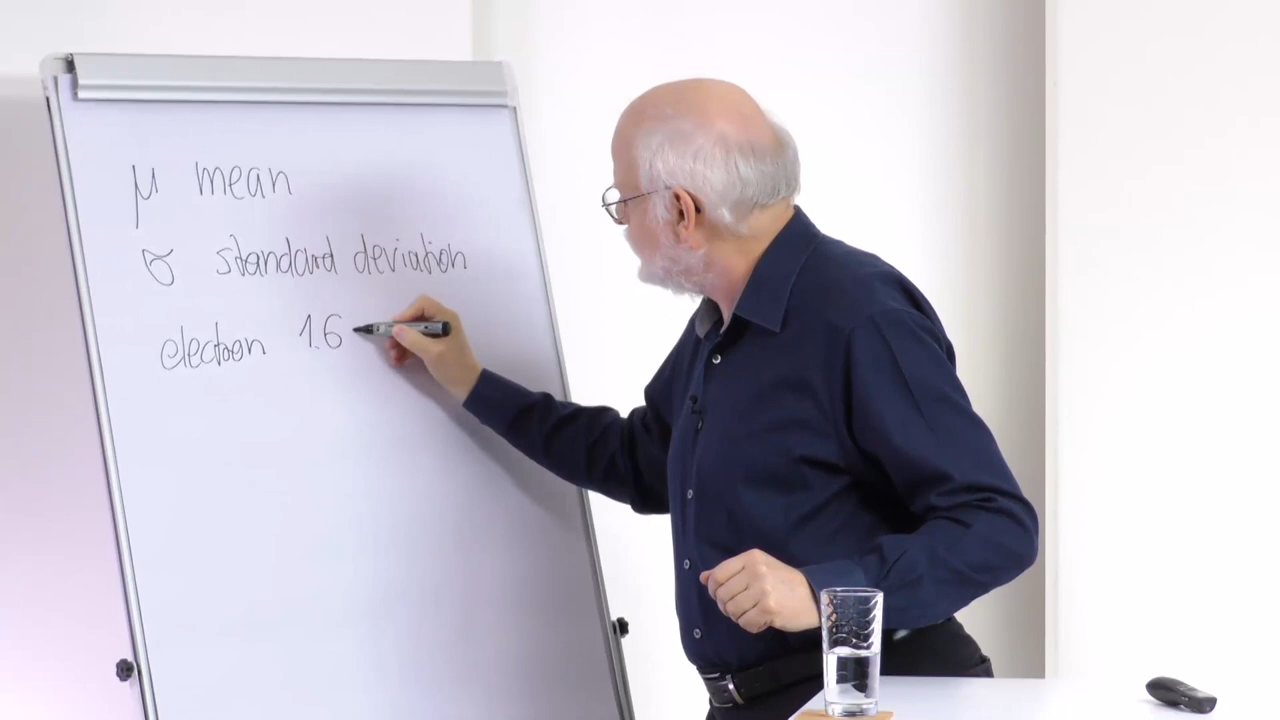 μ mean
σ standard deviation
electron 1.6